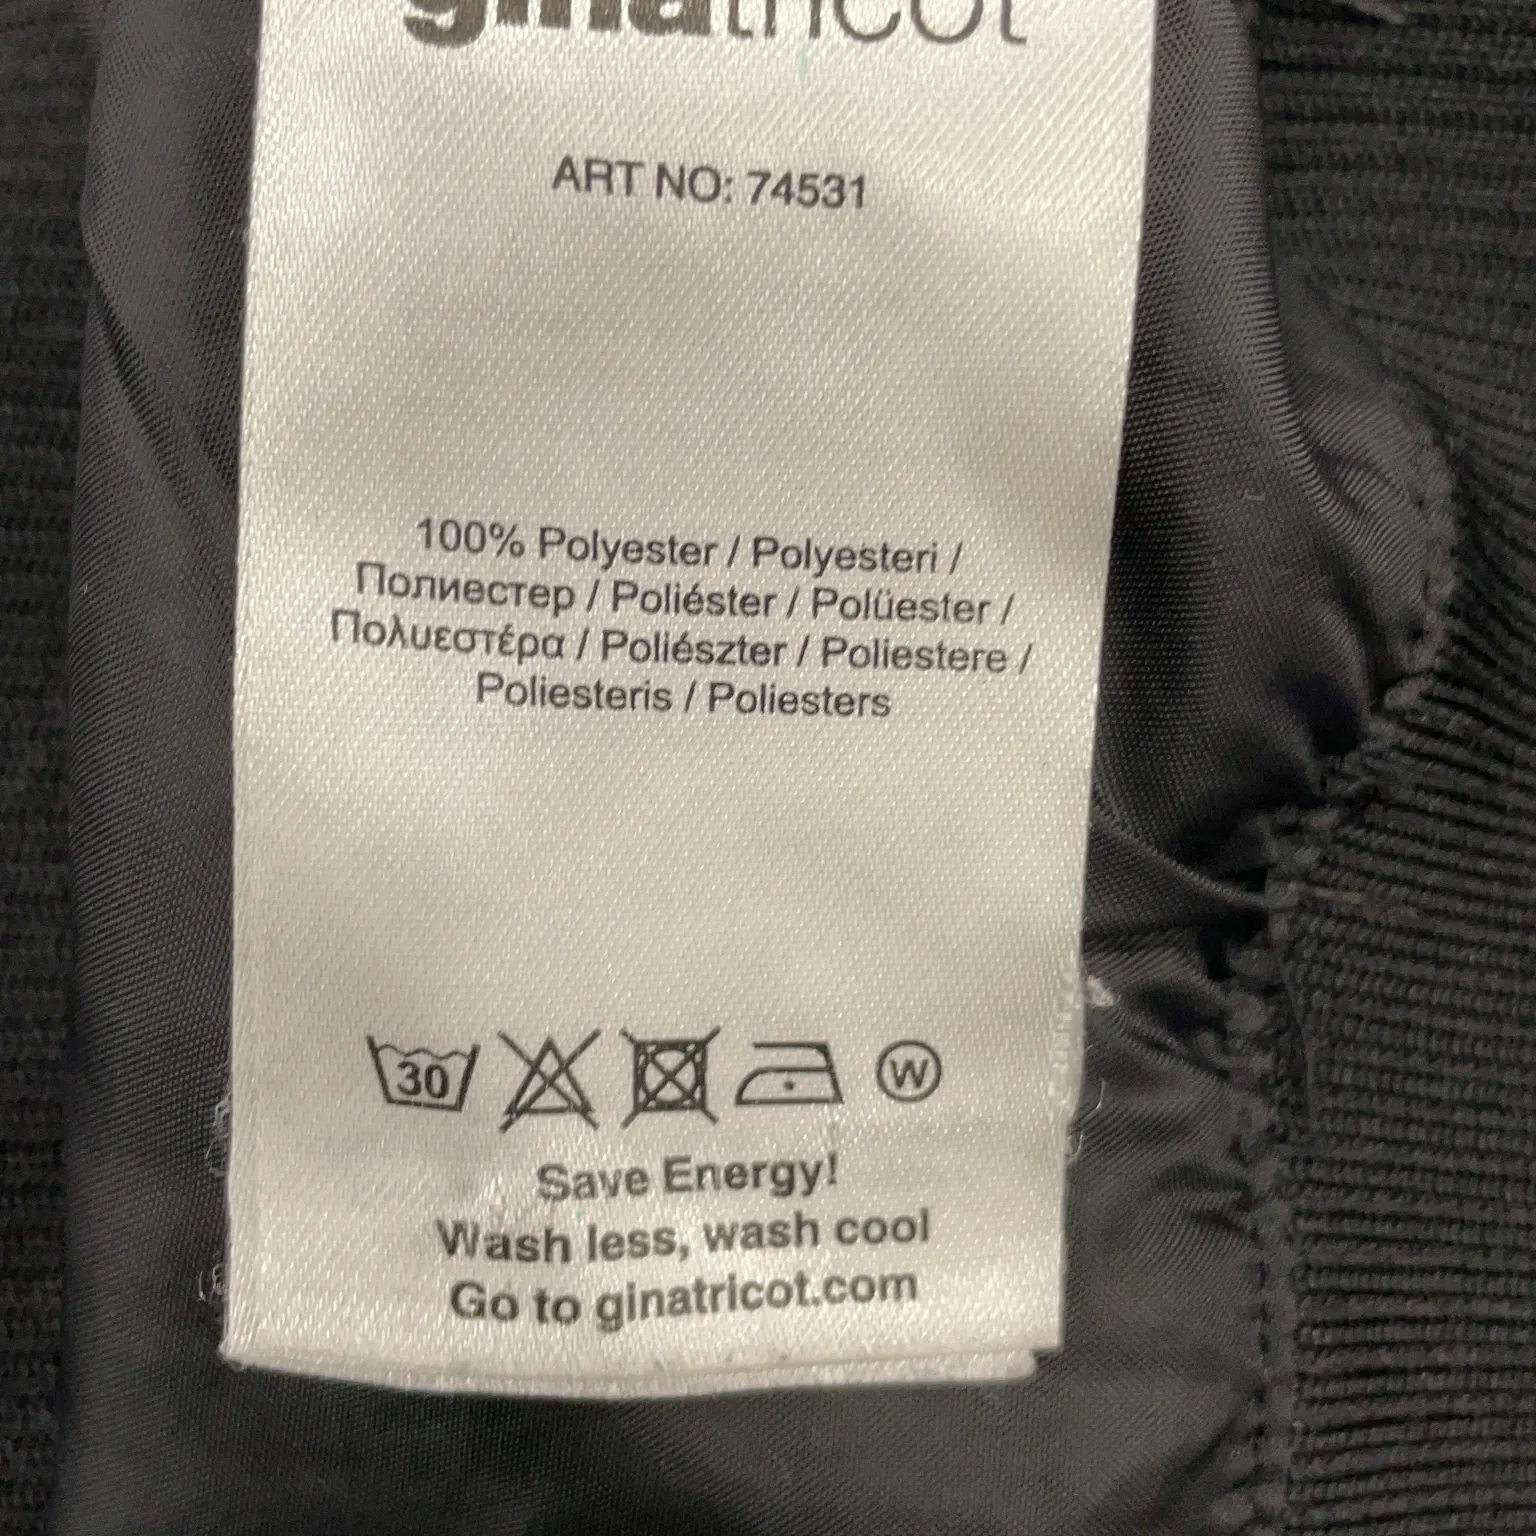 ginatricot
ART NO: 74531
100% Polyester / Polyesteri /
Полиестер / Poliéster / Polüester /
Πολυεστέρα / Poliészter / Poliestere /
Poliesteris / Poliesters
30
W
Save Energy!
Wash less, wash cool
Go to ginatricot.com